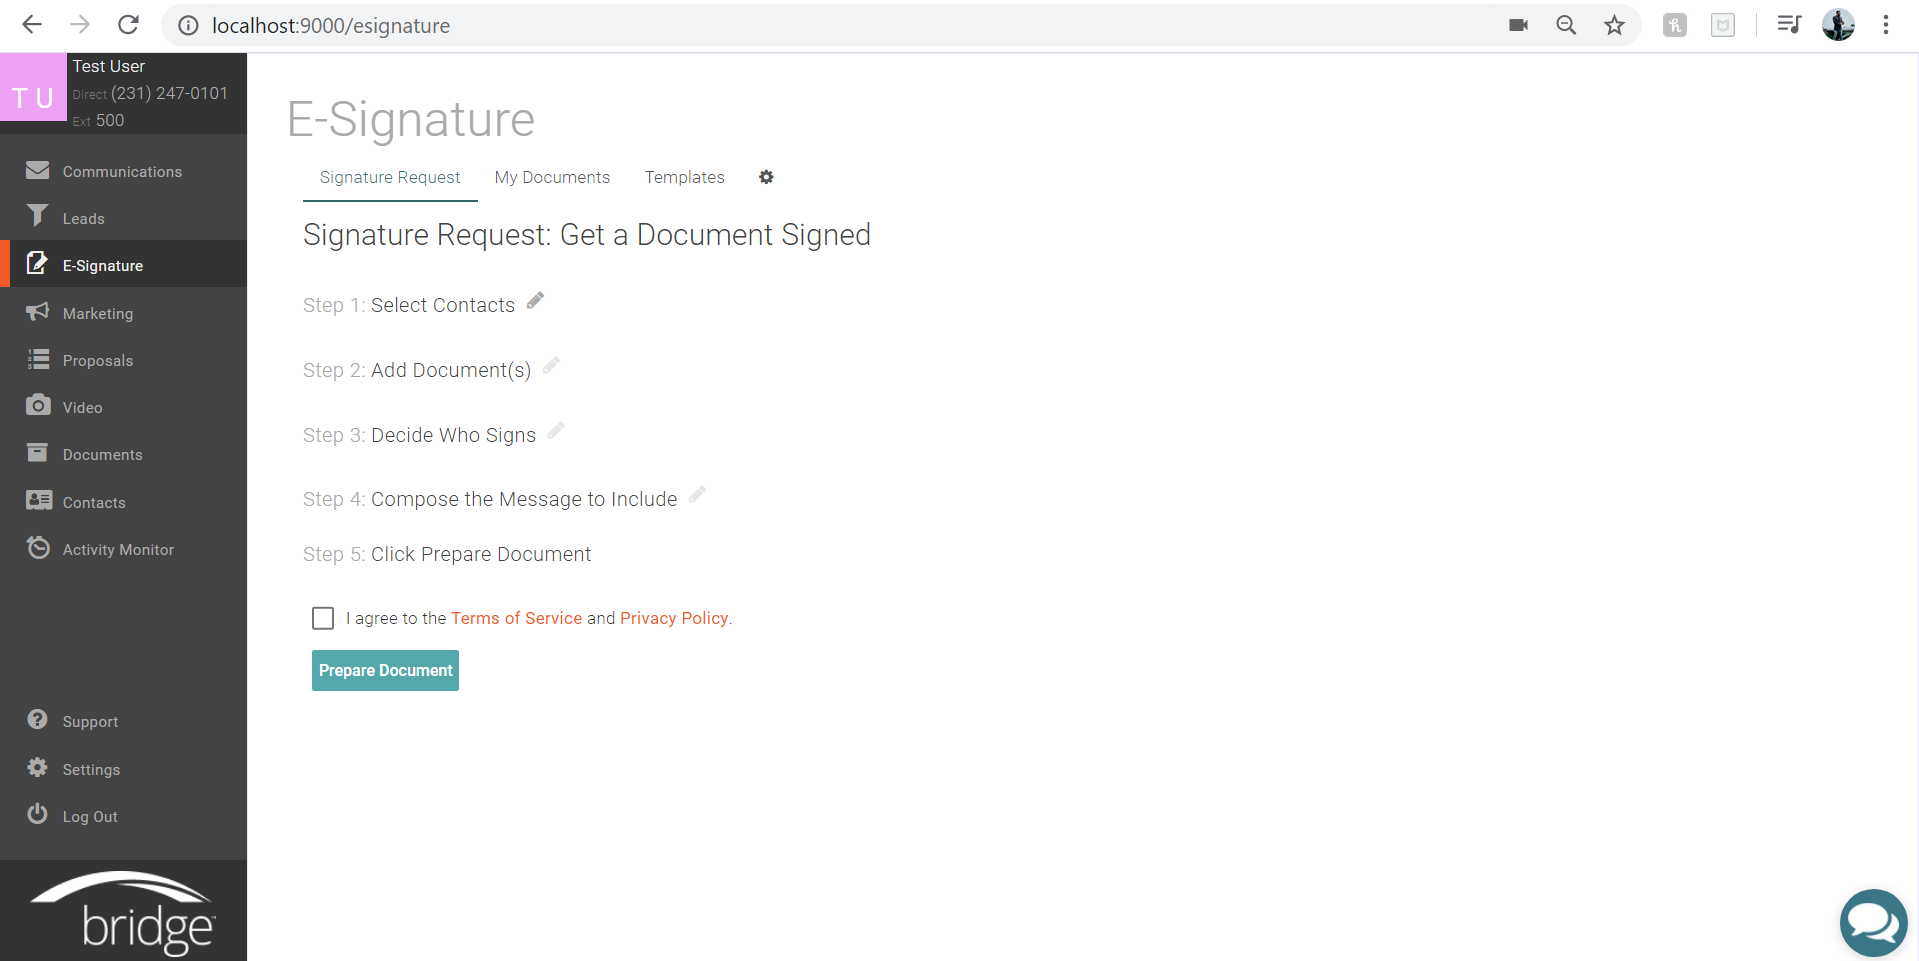 localhost:9000/esignature
T U
Test User
Direct (231) 247-0101
Ext 500
Communications
Leads
E-Signature
Marketing
Proposals
Video
Documents
Contacts
Activity Monitor
Support
Settings
Log Out
bridge™
E-Signature
Signature Request My Documents Templates
Signature Request: Get a Document Signed
Step 1: Select Contacts
Step 2: Add Document(s)
Step 3: Decide Who Signs
Step 4: Compose the Message to Include
Step 5: Click Prepare Document
I agree to the Terms of Service and Privacy Policy.
Prepare Document